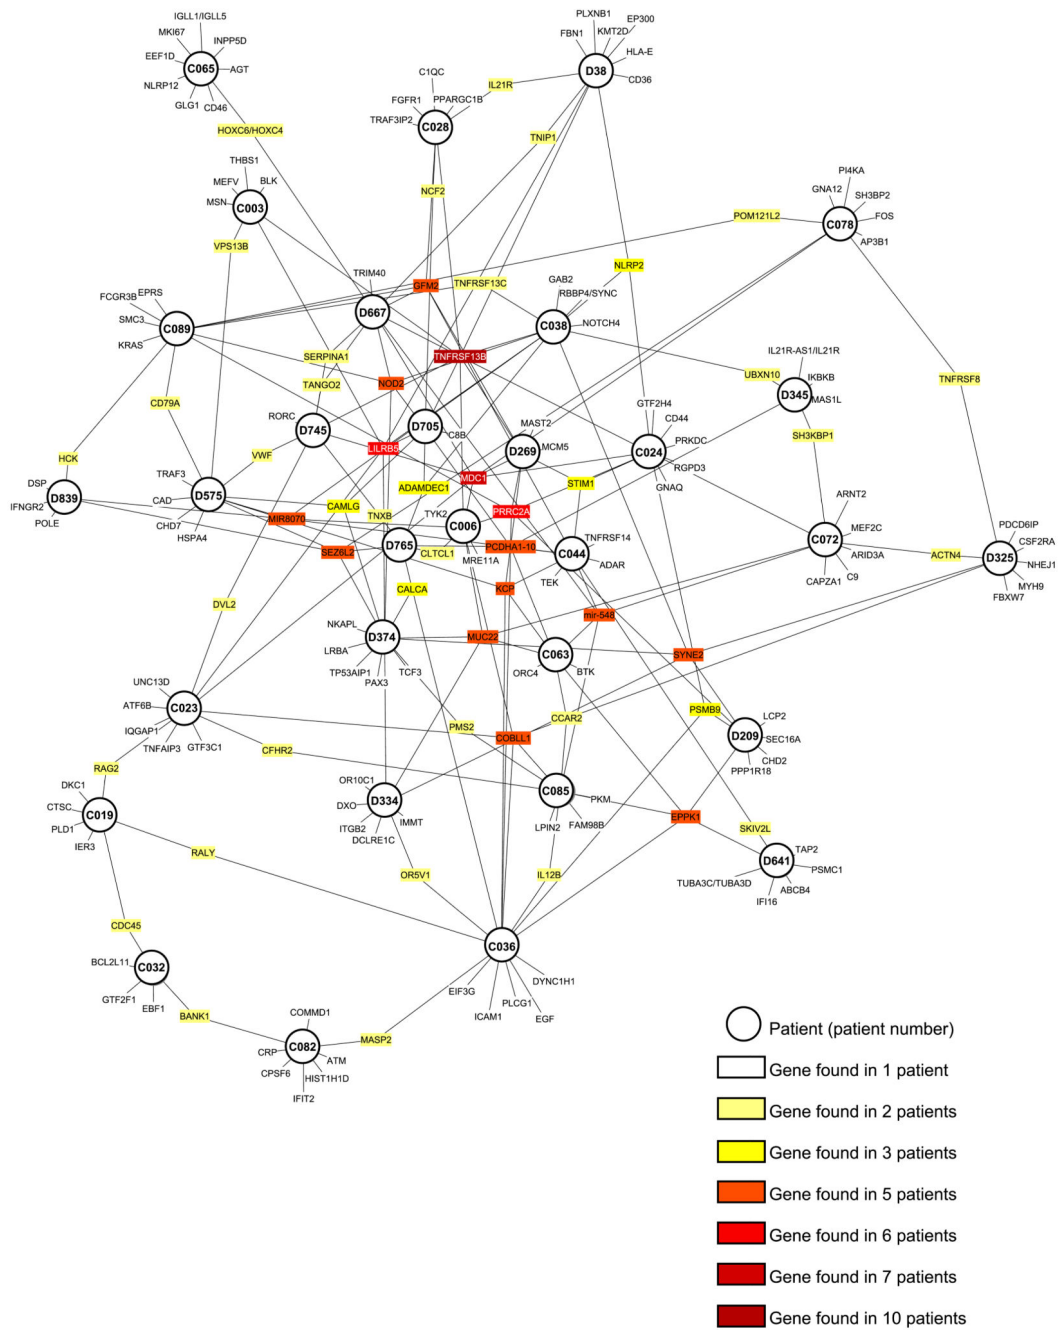 IGLL1/IGLL5
MKI67
INPP5D
EEF1D
C065
AGT
NLRP12
GLG1
CD46
HOXC6/HOXC4
PLXNB1
EP300
FBN1
KMT2D
HLA-E
D38
CD36
C1QC
IL21R
FGFR1
PPARGC1B
TRAF3IP2
C028
TNIP1
THBS1
MEFV
BLK
MSN
C003
NCF2
VPS13B
PI4KA
GNA12
SH3BP2
POM121L2
FOS
C078
AP3B1
TRIM40
GFM2
TNFRSF13C
NLRP2
GAB2
RBBP4/SYNC
EPRS
FCGR3B
SMC3
C089
KRAS
D667
C038
NOTCH4
SERPINA1
TNFRSF13B
IL21R-AS1/IL21R
TANGO2
NOD2
UBXN10
IKBKB
TNFRSF8
D345
MAS1L
CD79A
RORC
D745
D705
C8B
MAST2
GTF2H4
CD44
SH3KBP1
LILRB5
D269
MCM5
C024
PRKDC
HCK
VWF
RGPD3
DSP
TRAF3
MDC1
STIM1
GNAQ
D839
IFNGR2
POLE
CAD
D575
ADAMDEC1
CHD7
HSPA4
CAMLG
TNXB
TYK2
PRRC2A
ARNT2
MIR8070
C006
TNFRSF14
MEF2C
PDCD6IP
SEZ6L2
D765
CLTCL1
MRE11A
PCDHA1-10
C044
ADAR
C072
ARID3A
ACTN4
CSF2RA
D325
NHEJ1
TEK
C9
CAPZA1
MYH9
FBXW7
CALCA
KCP
DVL2
mir-548
NKAPL
LRBA
D374
TP53AIP1
TCF3
PAX3
MUC22
C063
ORC4
BTK
SYNE2
UNC13D
ATF6B
C023
IQGAP1
TNFAIP3
GTF3C1
PMS2
CCAR2
PSMB9
LCP2
D209
SEC16A
CHD2
PPP1R18
COBLL1
CFHR2
RAG2
DKC1
CTSC
C019
PLD1
IER3
OR10C1
DXO
D334
IMMT
ITGB2
DCLRE1C
C085
PKM
LPIN2
FAM98B
EPPK1
SKIV2L
RALY
TAP2
D641
PSMC1
TUBA3C/TUBA3D
ABCB4
IFI16
OR5V1
IL12B
CDC45
C036
BCL2L11
C032
GTF2F1
EBF1
DYNC1H1
EIF3G
PLCG1
ICAM1
EGF
BANK1
COMMD1
CRP
C082
ATM
MASP2
CPSF6
HIST1H1D
IFIT2
Patient (patient number)
Gene found in 1 patient
Gene found in 2 patients
Gene found in 3 patients
Gene found in 5 patients
Gene found in 6 patients
Gene found in 7 patients
Gene found in 10 patients